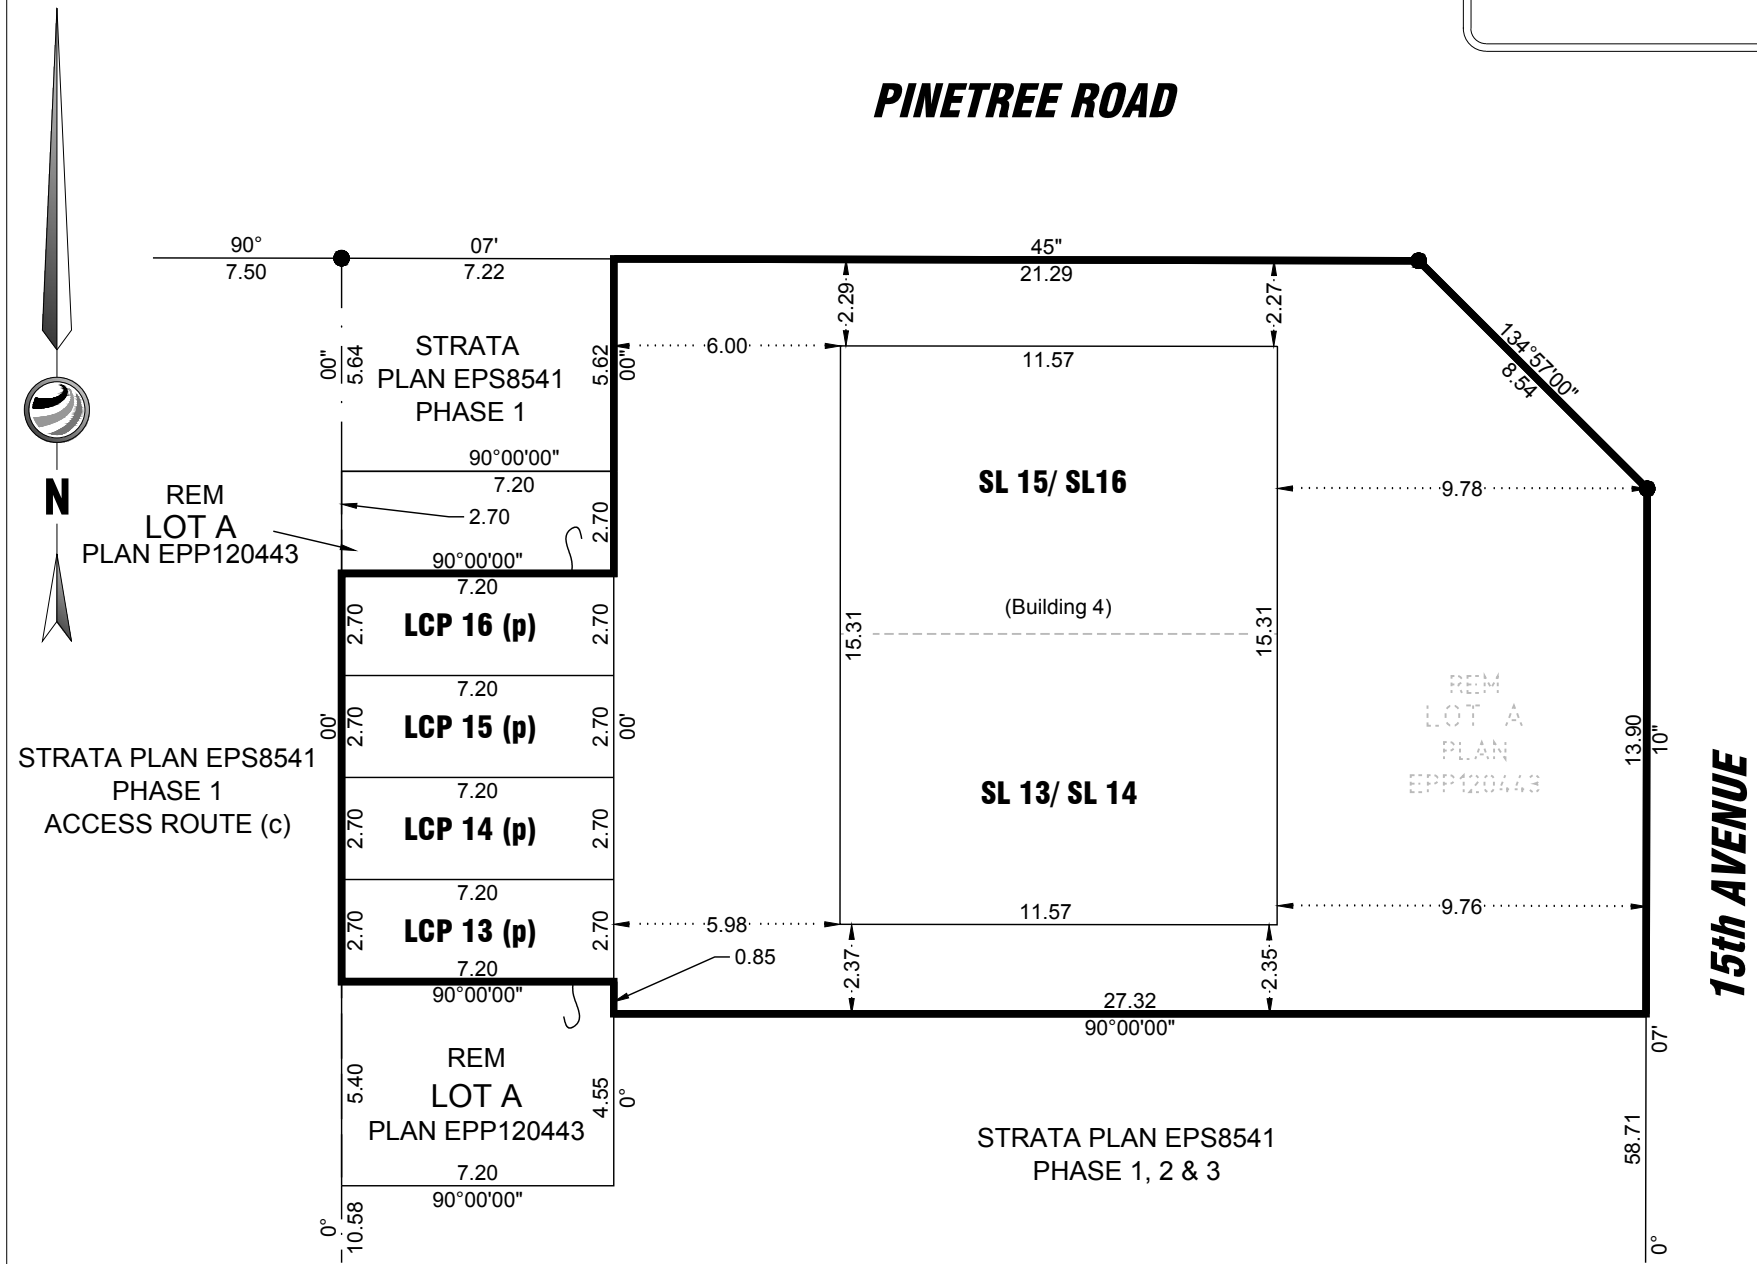 PINETREE ROAD
90° 07' 45"
7.50 7.22 21.29
2.29 2.27
00" 5.64 5.62 00"
STRATA
PLAN EPS8541
PHASE 1
6.00
11.57
134°57'00"
8.54
90°00'00"
7.20
2.70
2.70
SL 15/ SL16
9.78
N
REM
LOT A
PLAN EPP120443
90°00'00"
7.20
2.70 LCP 16 (p) 2.70
(Building 4)
15.31 15.31
7.20
2.70 LCP 15 (p) 2.70
00' 00'
REM
LOT A
PLAN
EPP120443
13.90 10"
STRATA PLAN EPS8541
PHASE 1
ACCESS ROUTE (c)
7.20
2.70 LCP 14 (p) 2.70
SL 13/ SL 14
15th AVENUE
7.20
2.70 LCP 13 (p) 2.70
7.20
90°00'00"
5.98
11.57
9.76
0.85
2.37 2.35
27.32
90°00'00"
07'
REM
LOT A
PLAN EPP120443
5.40 4.55 0°
7.20
90°00'00"
STRATA PLAN EPS8541
PHASE 1, 2 & 3
58.71
0° 10.58 0°